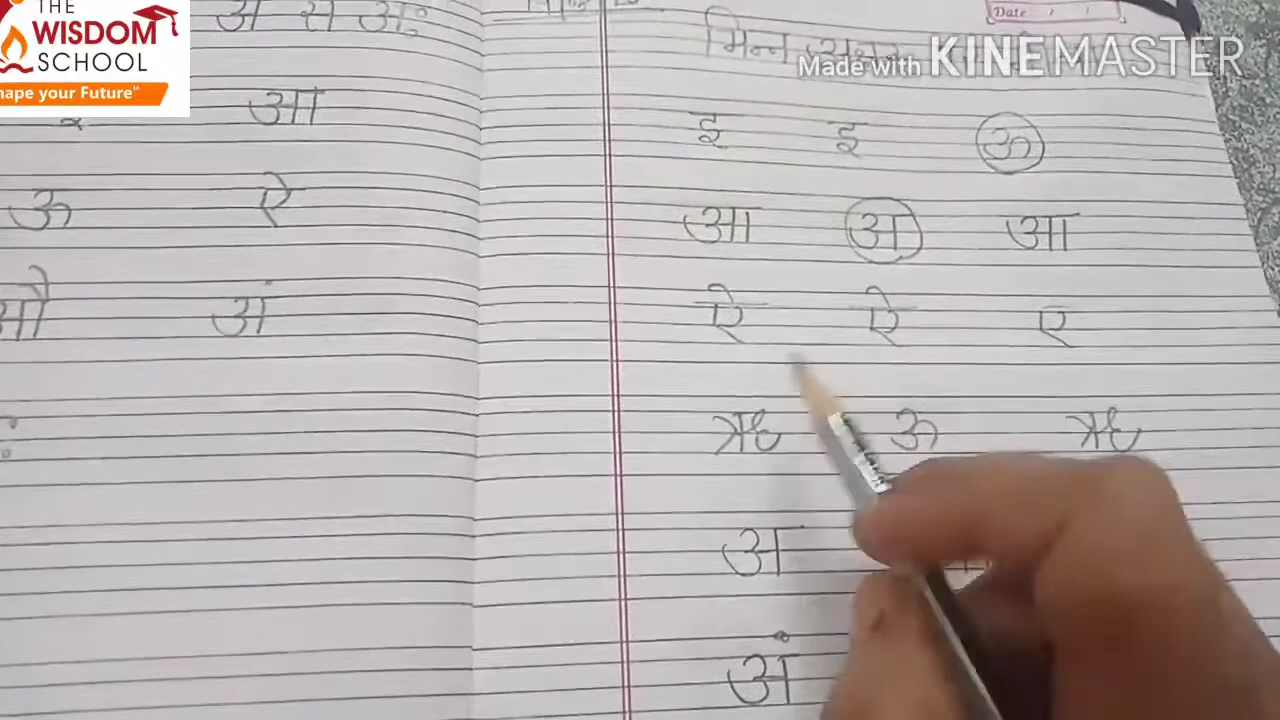 THE
WISDOM
SCHOOL
hape your Future"
अ से अः
आ
ऊ ऐ
औ अं
Date
भिन्न
Made with KINEMASTER
इ इ ऊ
आ अ आ
ऐ ऐ ए
ऋ ऊ ऋ
अ
अं